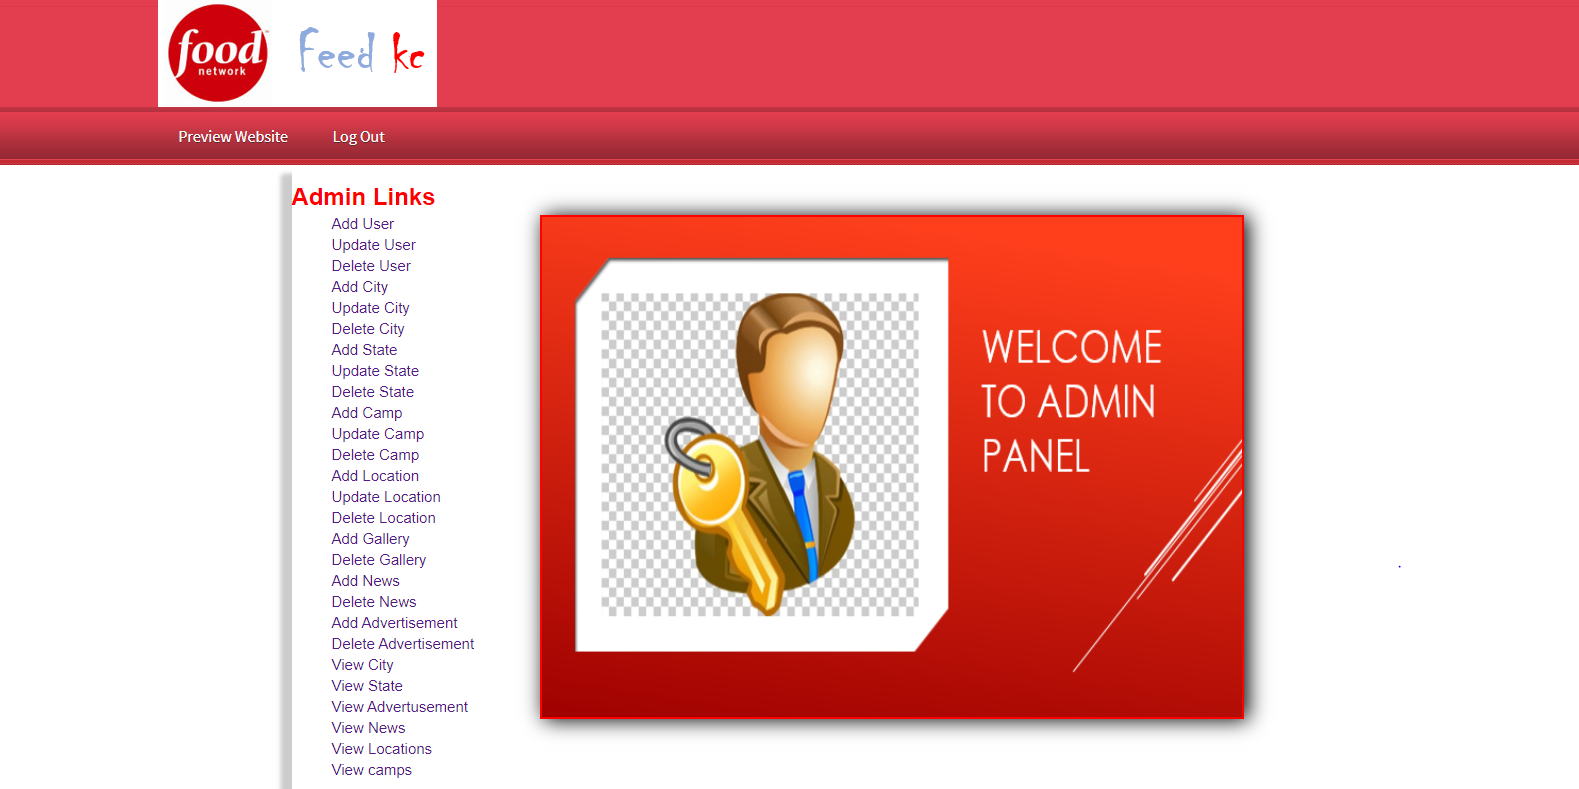 food
network
Feed kc
Preview Website
Log Out
Admin Links
Add User
Update User
Delete User
Add City
Update City
Delete City
Add State
Update State
Delete State
Add Camp
Update Camp
Delete Camp
Add Location
Update Location
Delete Location
Add Gallery
Delete Gallery
Add News
Delete News
Add Advertisement
Delete Advertisement
View City
View State
View Advertusement
View News
View Locations
View camps
WELCOME
TO ADMIN
PANEL